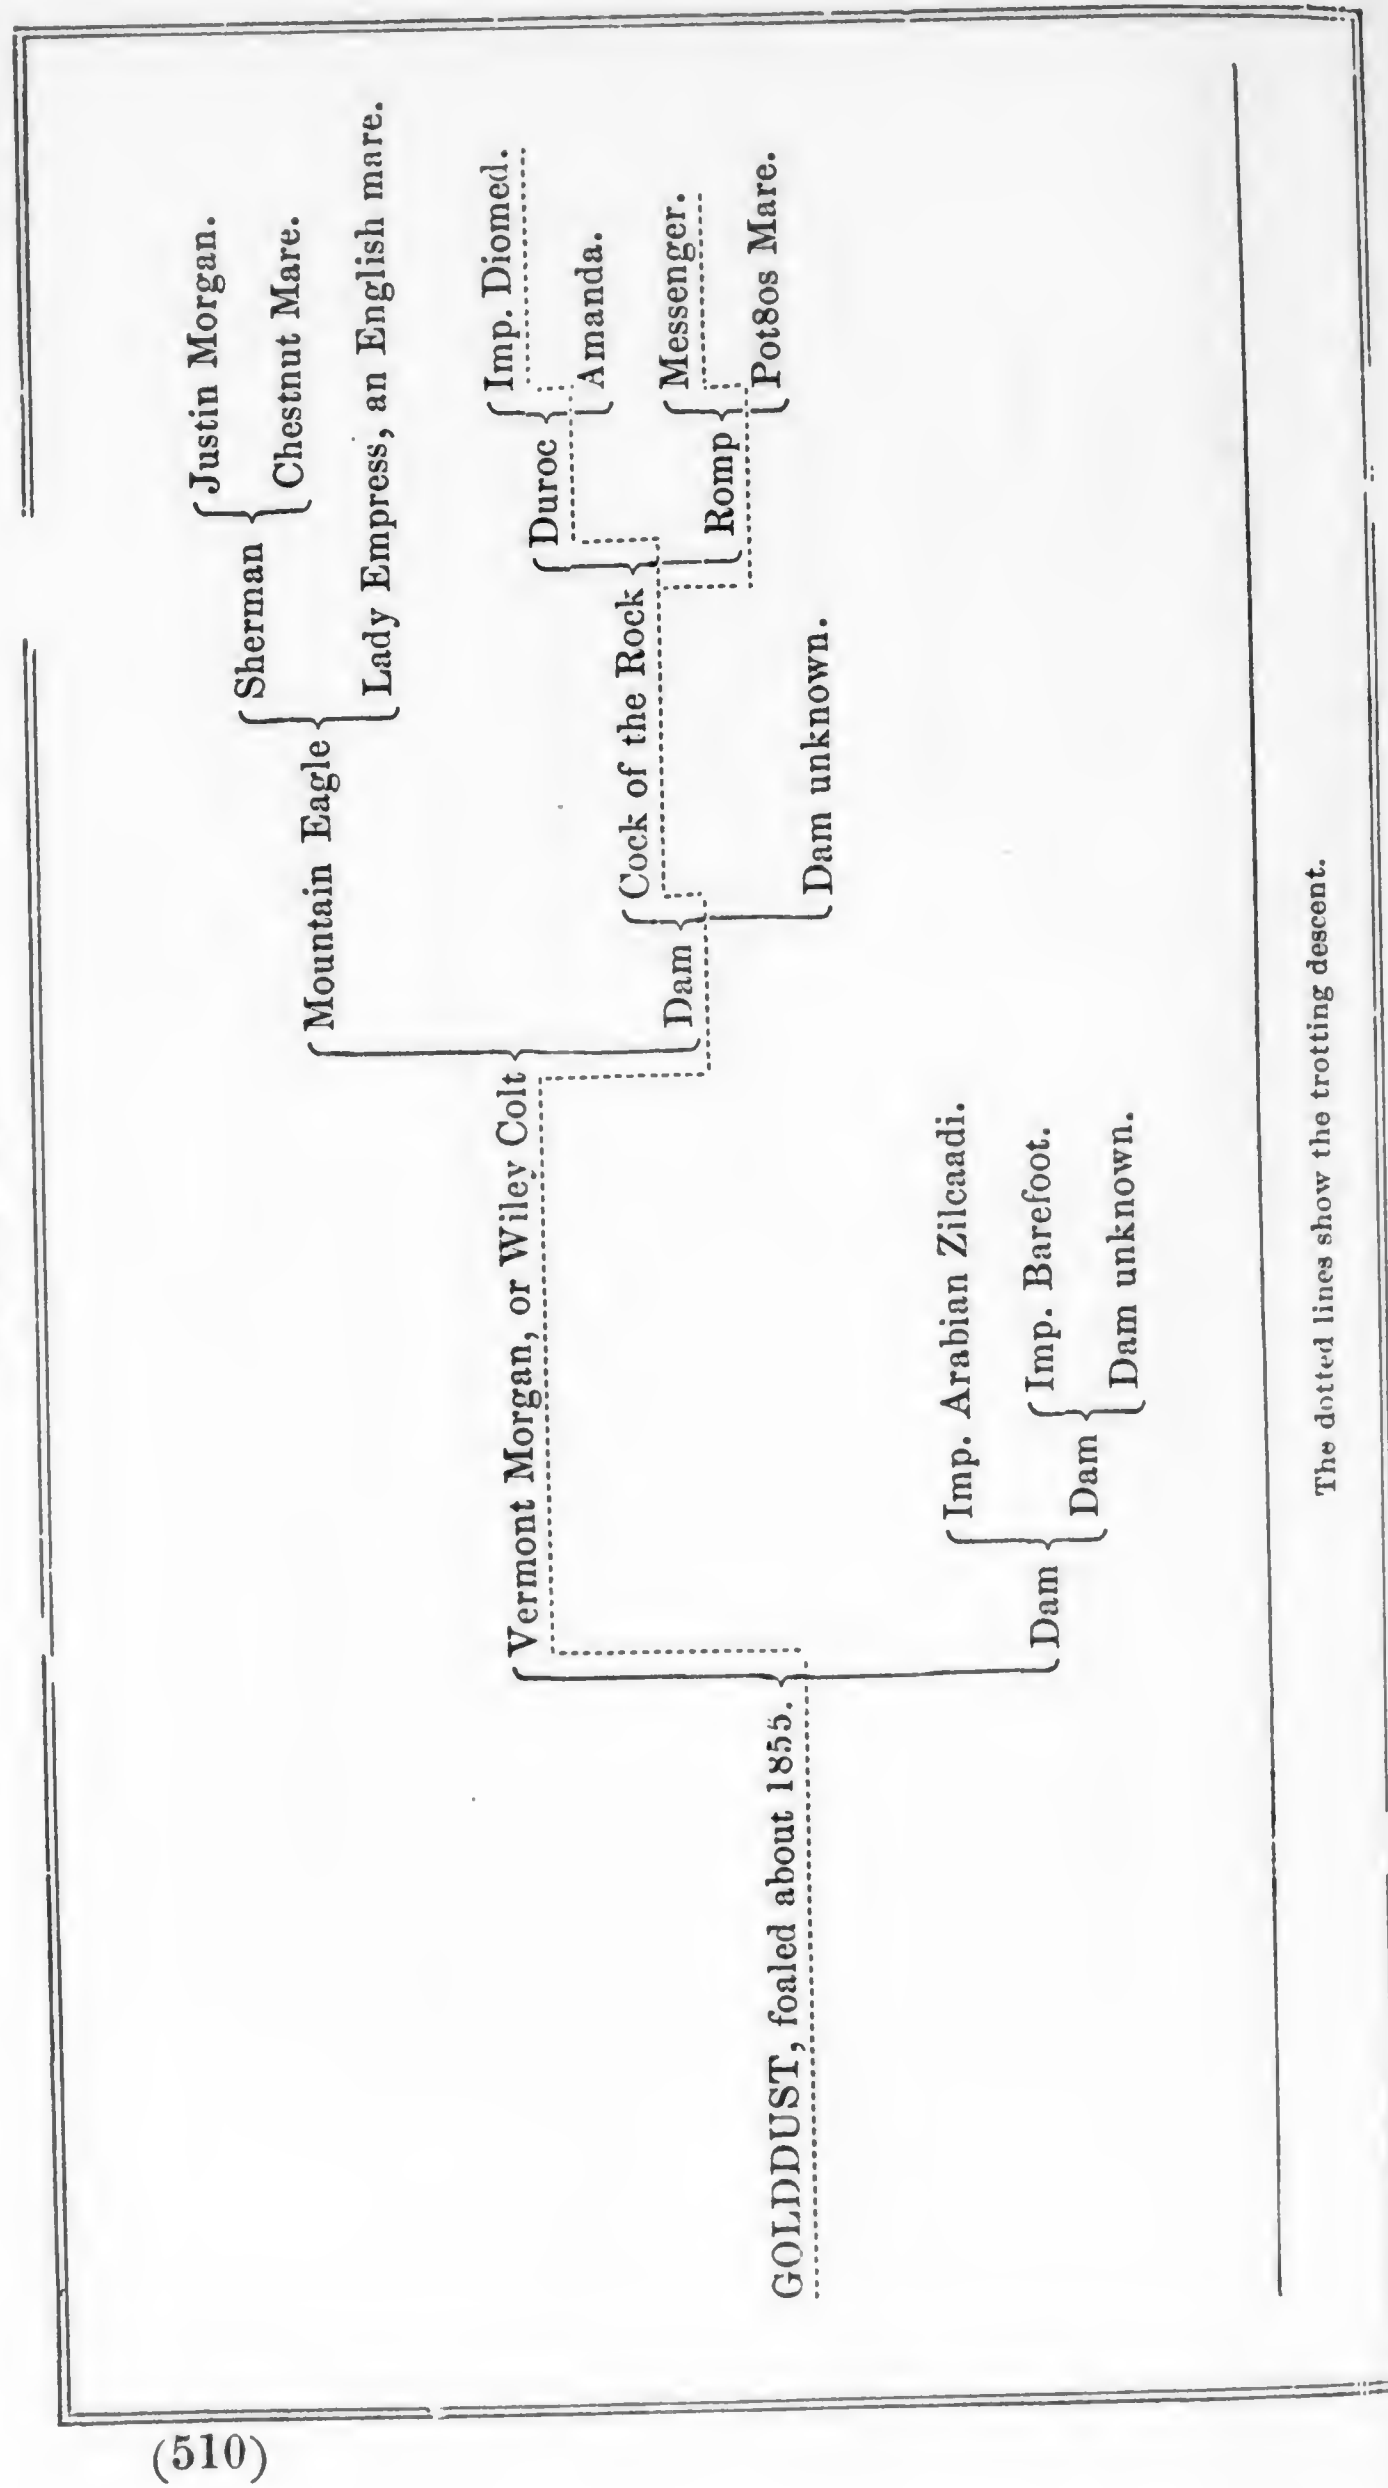 Justin Morgan.
Sherman
Chestnut Mare.
Mountain Eagle
Lady Empress, an English mare.
Vermont Morgan, or Wiley Colt
Imp. Diomed.
Duroc
Amanda.
Cock of the Rock
Messenger.
Romp
Pot8os Mare.
Dam
Dam unknown.
GOLDDUST, foaled about 1855.
Imp. Arabian Zilcaadi.
Dam
Imp. Barefoot.
Dam
Dam unknown.
The dotted lines show the trotting descent.
(510)